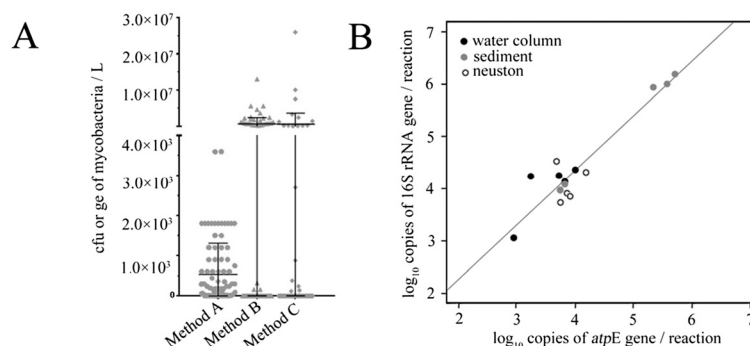 A
cfu or ge of mycobacteria / L
3.0×10⁷
2.0×10⁷
1.0×10⁷
4.0×10³
3.0×10³
2.0×10³
1.0×10³
0
Method A
Method B
Method C
B
log₁₀ copies of 16S rRNA gene / reaction
7
6
5
4
3
2
water column
sediment
neuston
2
3
4
5
6
7
log₁₀ copies of atpE gene / reaction